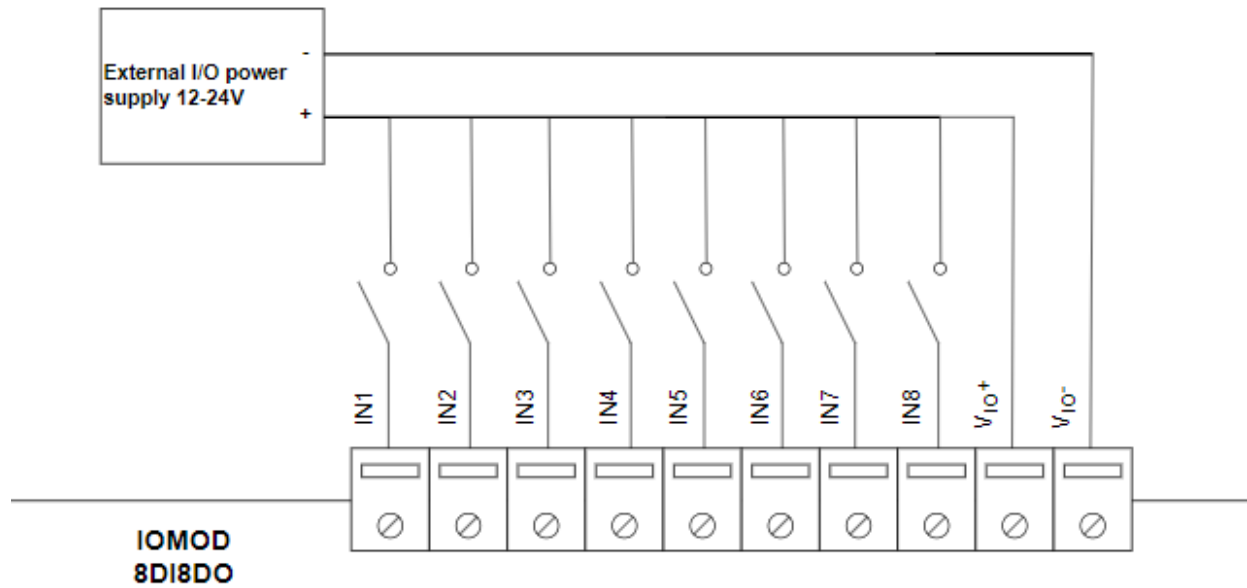 External I/O power
supply 12-24V
-
+
IN1
IN2
IN3
IN4
IN5
IN6
IN7
IN8
VIO+
VIO-
IOMOD
8DI8DO